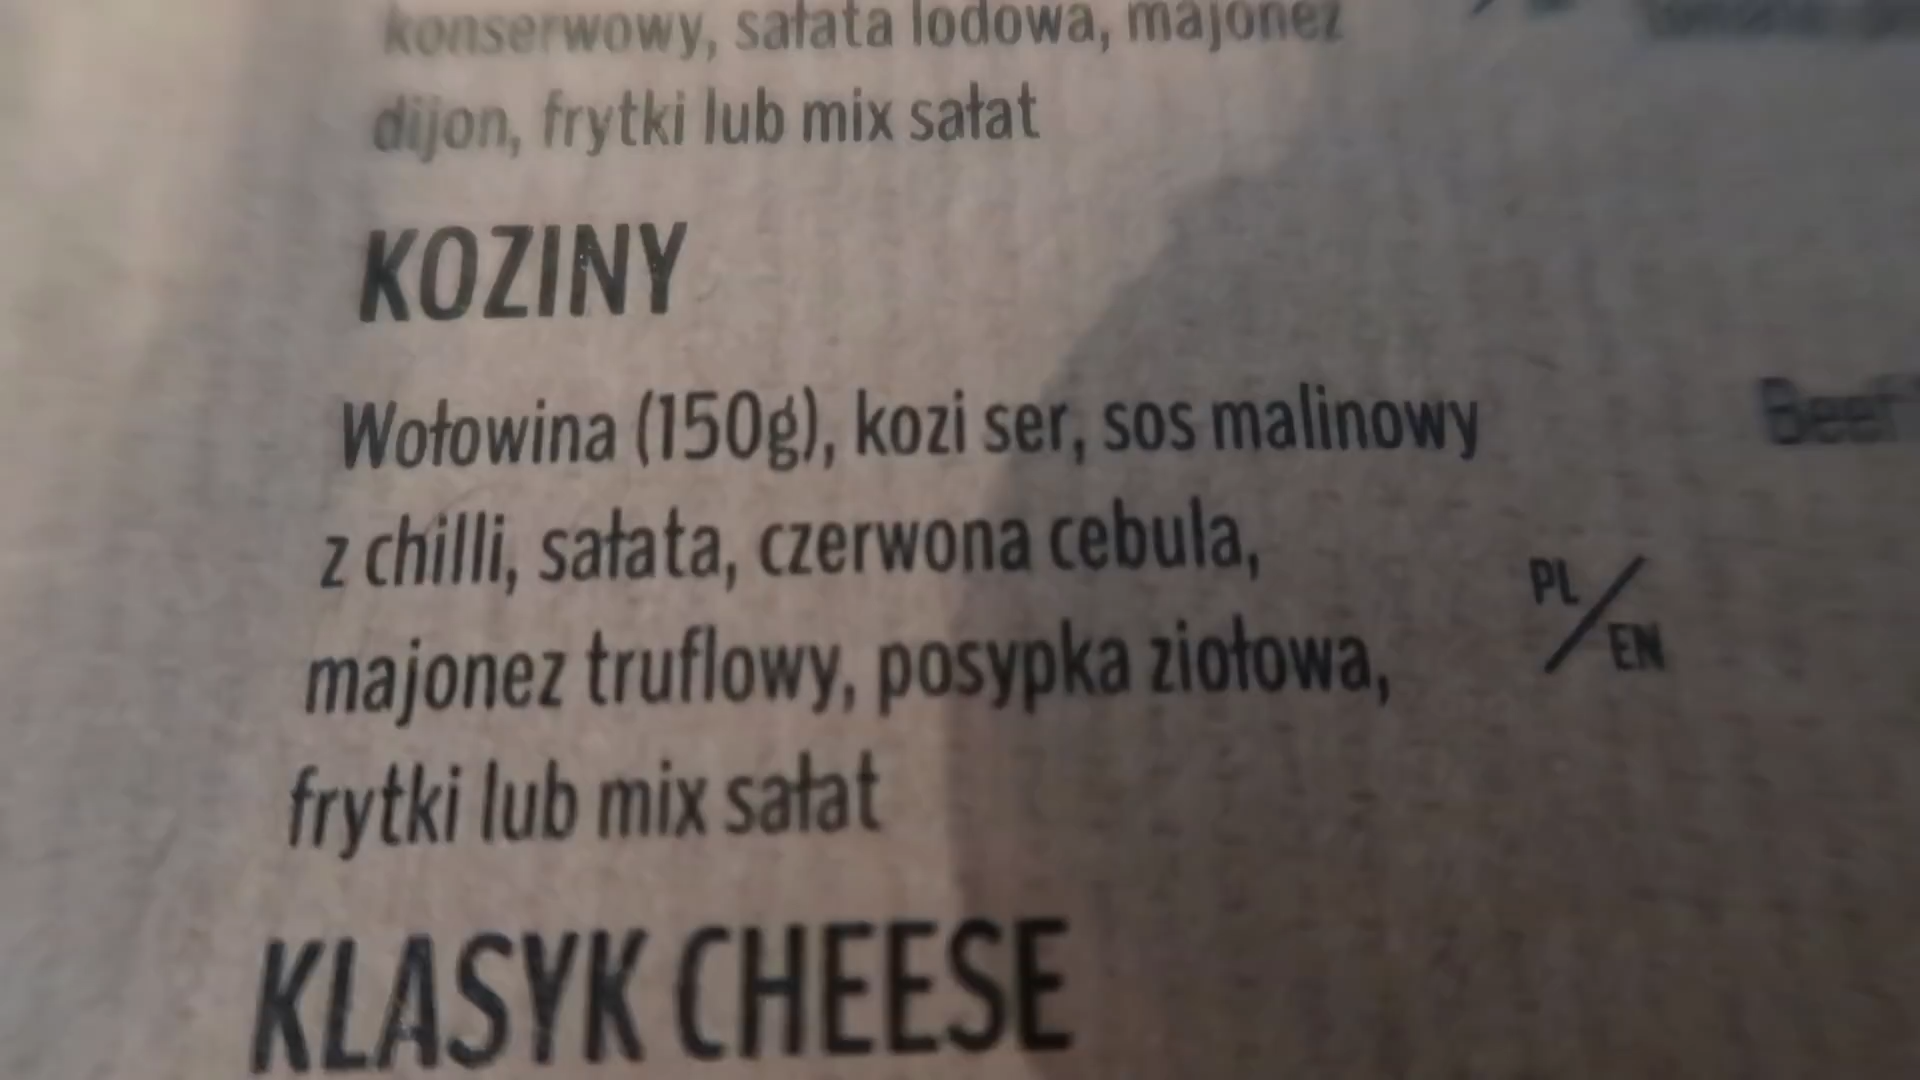 konserwowy, sałata lodowa, majonez
dijon, frytki lub mix sałat
KOZINY
Wołowina (150g), kozi ser, sos malinowy
z chilli, sałata, czerwona cebula,
majonez truflowy, posypka ziołowa,
frytki lub mix sałat
PL/EN
Beef
KLASYK CHEESE